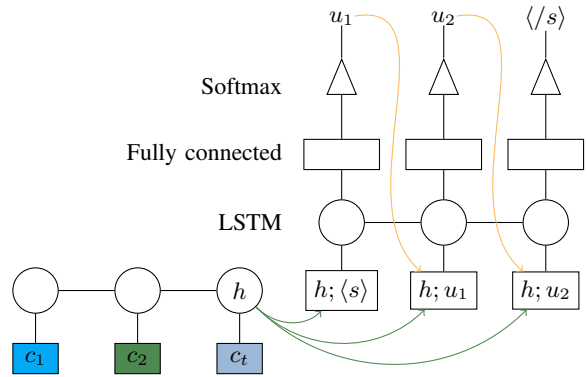 u₁ u₂ ⟨/s⟩
Softmax
Fully connected
LSTM
h h; ⟨s⟩ h; u₁ h; u₂
c₁ c₂ cₜ